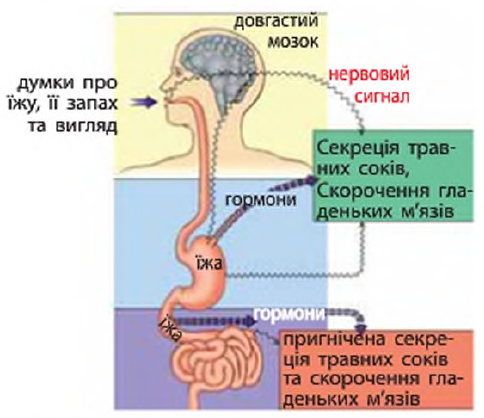 довгастий
мозок
думки про
їжу, її запах
та вигляд
нервовий
сигнал
Секреція трав-
них соків,
Скорочення гла-
деньких м’язів
гормони
їжа
гормони
їжа
пригнічена секре-
ція травних соків
та скорочення гла-
деньких м’язів